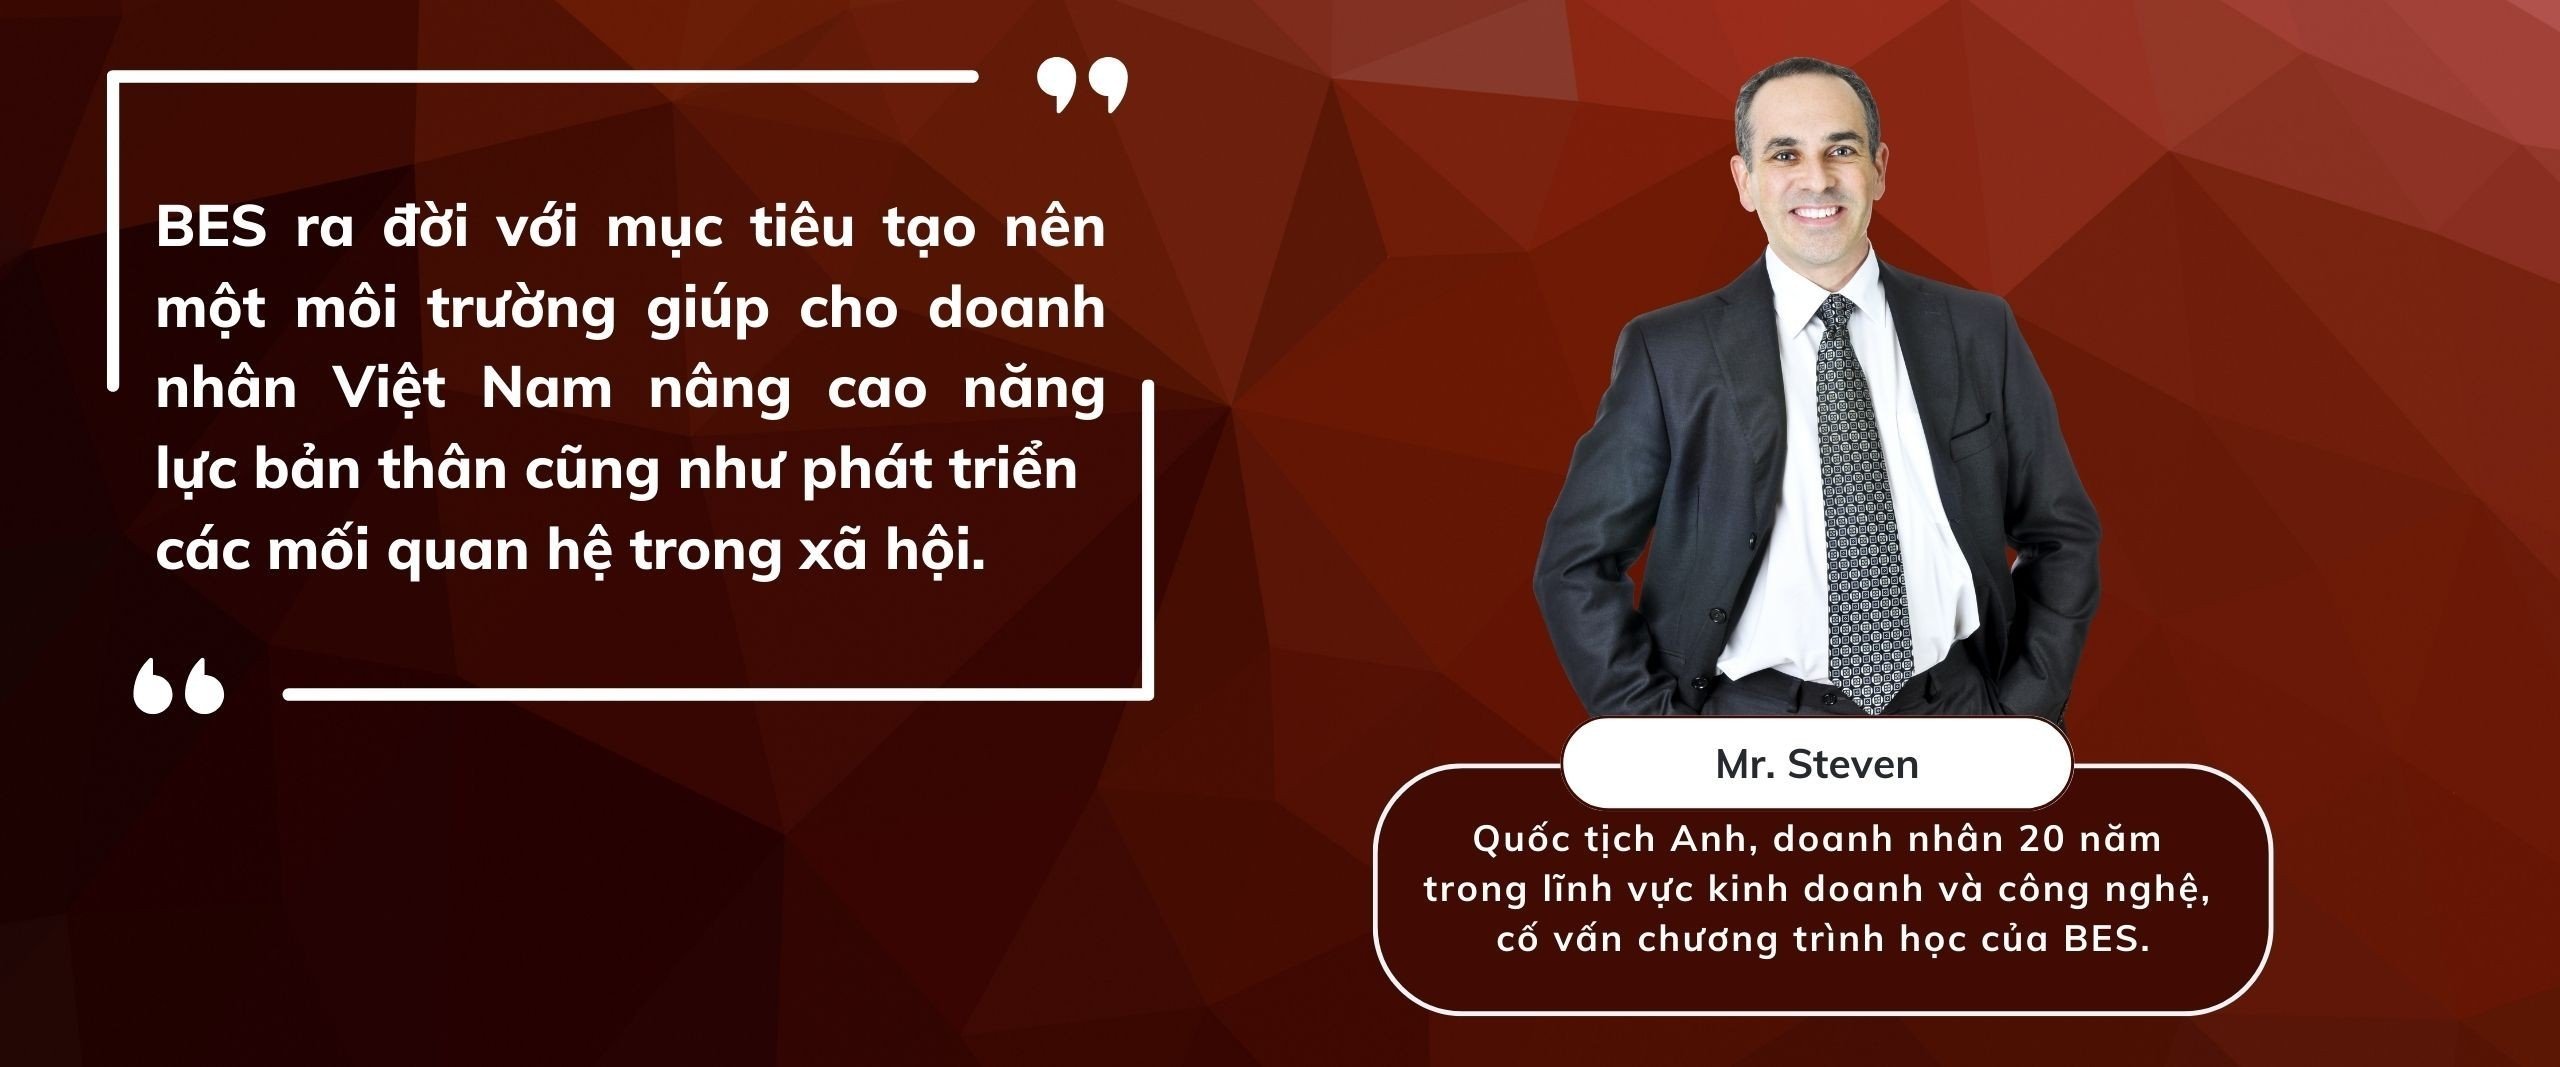 BES ra đời với mục tiêu tạo nên
một môi trường giúp cho doanh
nhân Việt Nam nâng cao năng
lực bản thân cũng như phát triển
các mối quan hệ trong xã hội.
Mr. Steven
Quốc tịch Anh, doanh nhân 20 năm
trong lĩnh vực kinh doanh và công nghệ,
cố vấn chương trình học của BES.